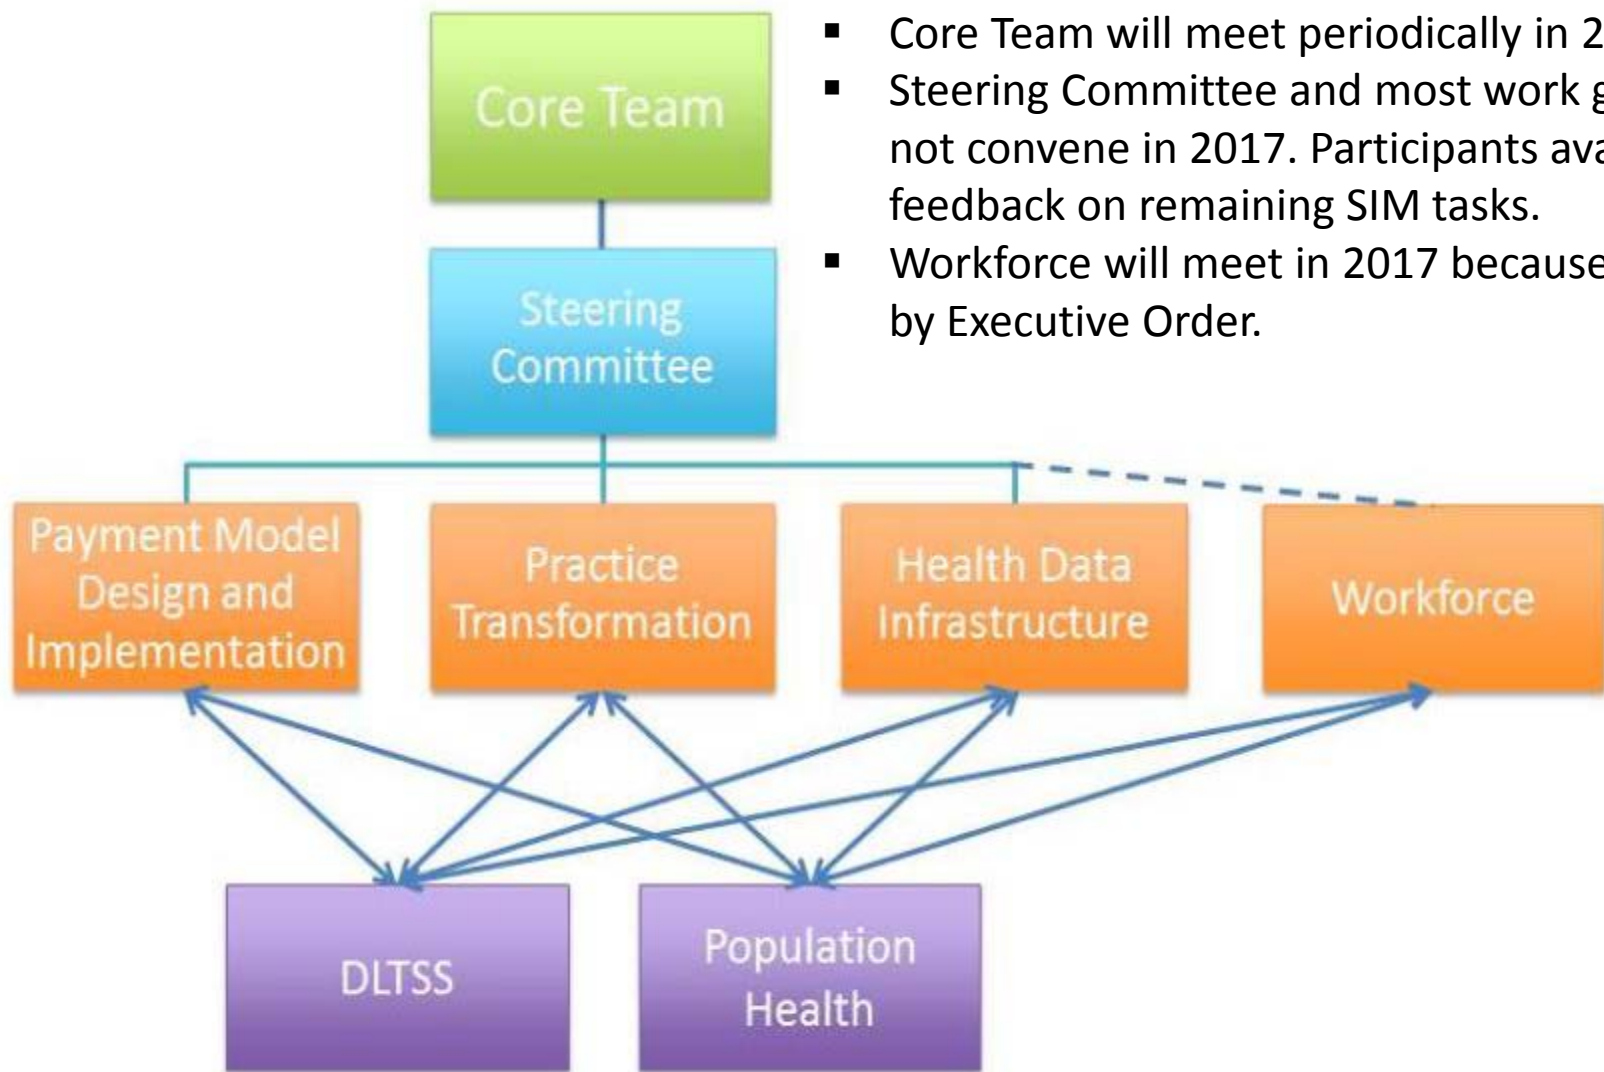 Core Team
▪ Core Team will meet periodically in 2
▪ Steering Committee and most work g
not convene in 2017. Participants ava
feedback on remaining SIM tasks.
▪ Workforce will meet in 2017 because
by Executive Order.
Steering
Committee
Payment Model
Design and
Implementation
Practice
Transformation
Health Data
Infrastructure
Workforce
DLTSS
Population
Health